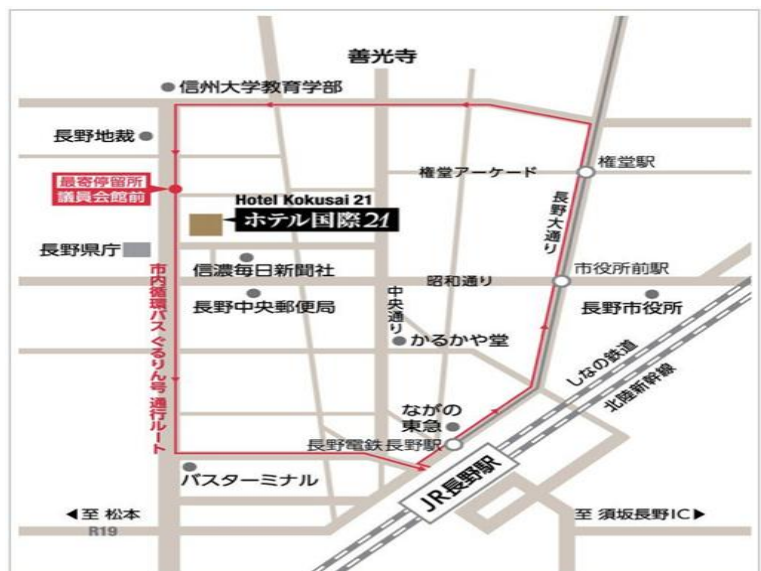 善光寺
信州大学教育学部
長野地裁
権堂アーケード
権堂駅
最寄停留所
議員会館前
Hotel Kokusai 21
ホテル国際21
長野大通り
長野県庁
信濃毎日新聞社
市内循環バス ぐるりん号 通行ルート
昭和通り
市役所前駅
長野中央郵便局
中央通り
長野市役所
かるかや堂
しなの鉄道
北陸新幹線
ながの
東急
長野電鉄 長野駅
バスターミナル
JR長野駅
◀至 松本
R19
至 須坂長野IC▶